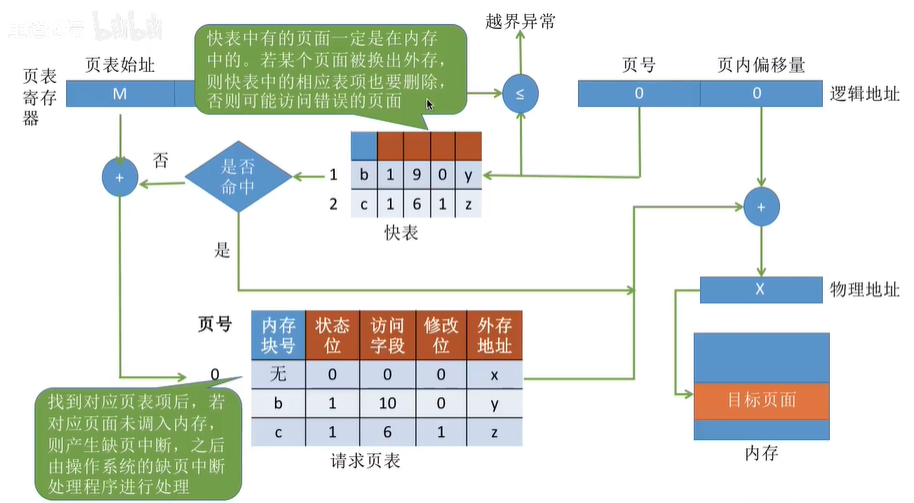 bilibili
越界异常
快表中有的页面一定是在内存
中的。若某个页面被换出外存，
则快表中的相应表项也要删除，
否则可能访问错误的页面
页表始址
页号 页内偏移量
页表
寄存
器
M
≤
0 0
逻辑地址
否
是否
命中
1 b 1 9 0 y
2 c 1 6 1 z
快表
+
+
是
X
物理地址
页号
内存
块号
状态
位
访问
字段
修改
位
外存
地址
0 无 0 0 0 x
b 1 10 0 y
c 1 6 1 z
请求页表
找到对应页表项后，若
对应页面未调入内存，
则产生缺页中断，之后
由操作系统的缺页中断
处理程序进行处理
目标页面
内存